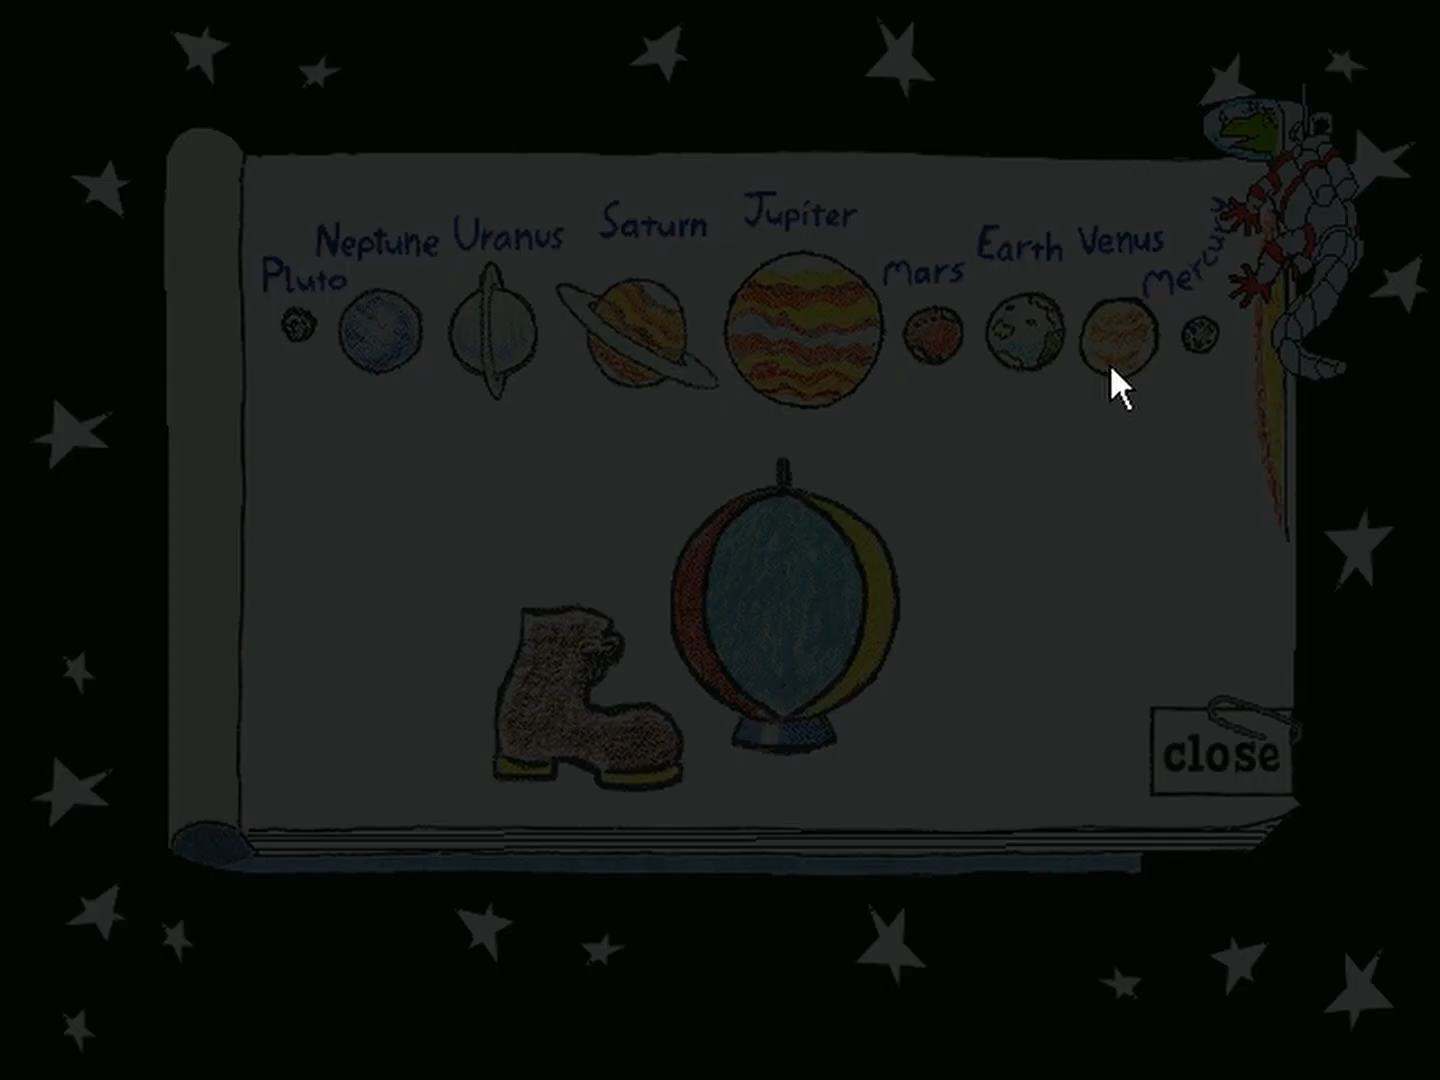 Pluto
Neptune
Uranus
Saturn
Jupiter
Mars
Earth
Venus
Mercury
close